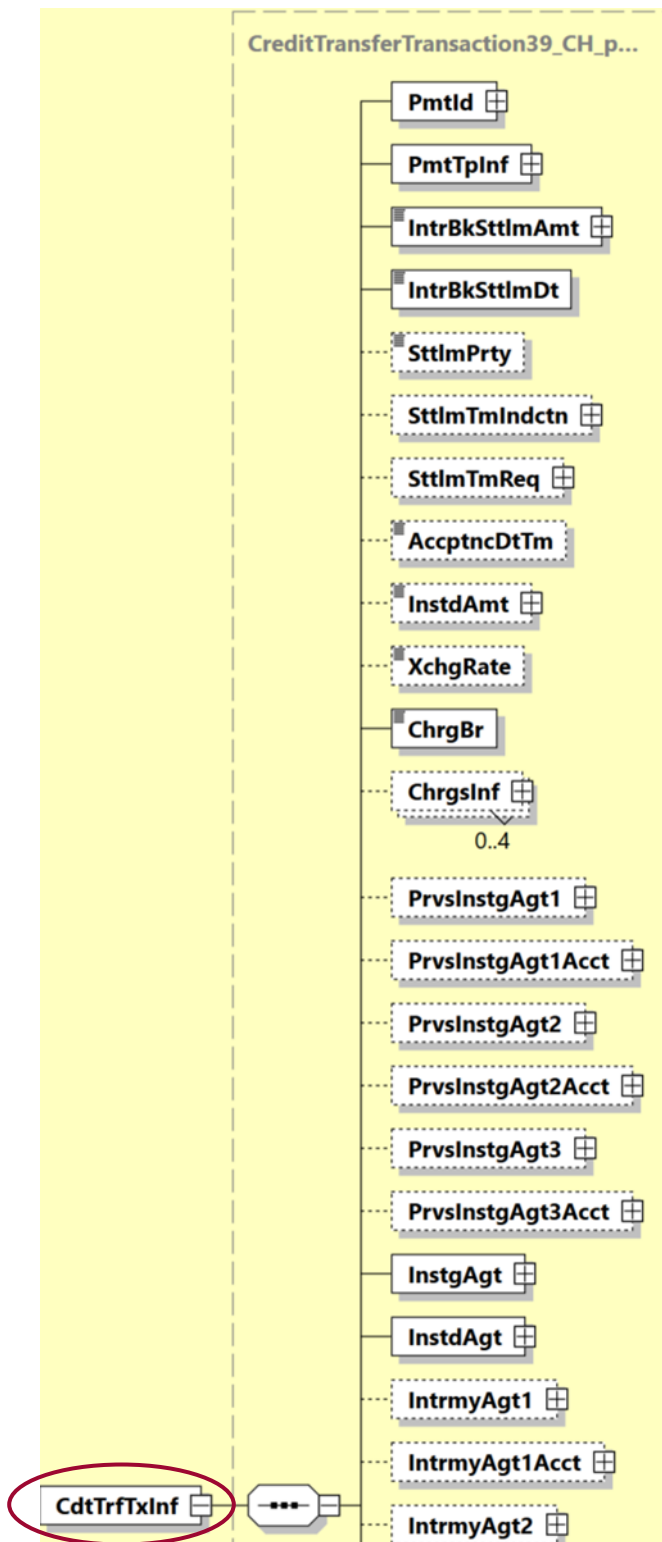 CreditTransferTransaction39_CH_p...
PmtId
PmtTpInf
IntrBkSttlmAmt
IntrBkSttlmDt
SttlmPrty
SttlmTmIndctn
SttlmTmReq
AccptncDtTm
InstdAmt
XchgRate
ChrgBr
ChrgsInf
0..4
PrvsInstgAgt1
PrvsInstgAgt1Acct
PrvsInstgAgt2
PrvsInstgAgt2Acct
PrvsInstgAgt3
PrvsInstgAgt3Acct
InstgAgt
InstdAgt
IntrmyAgt1
IntrmyAgt1Acct
CdtTrfTxInf
IntrmyAgt2